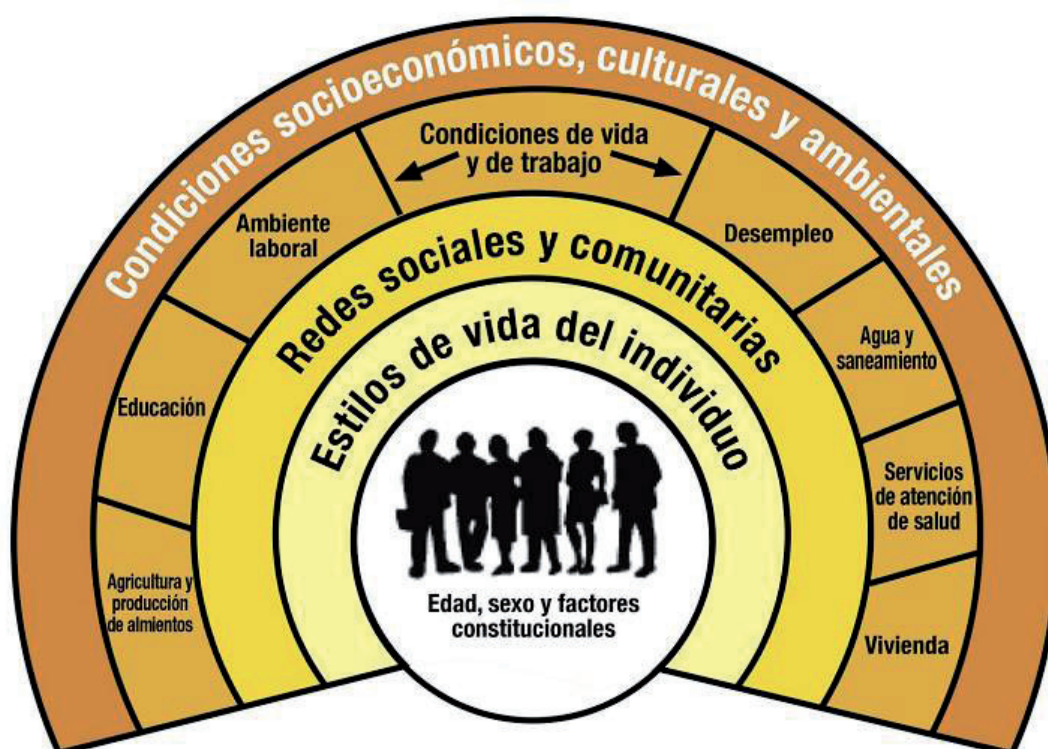 Condiciones socioeconómicos, culturales y ambientales
Condiciones de vida
y de trabajo
Ambiente
laboral
Desempleo
Educación
Agua y
saneamiento
Agricultura y
producción
de almientos
Servicios
de atención
de salud
Vivienda
Redes sociales y comunitarias
Estilos de vida del individuo
Edad, sexo y factores
constitucionales